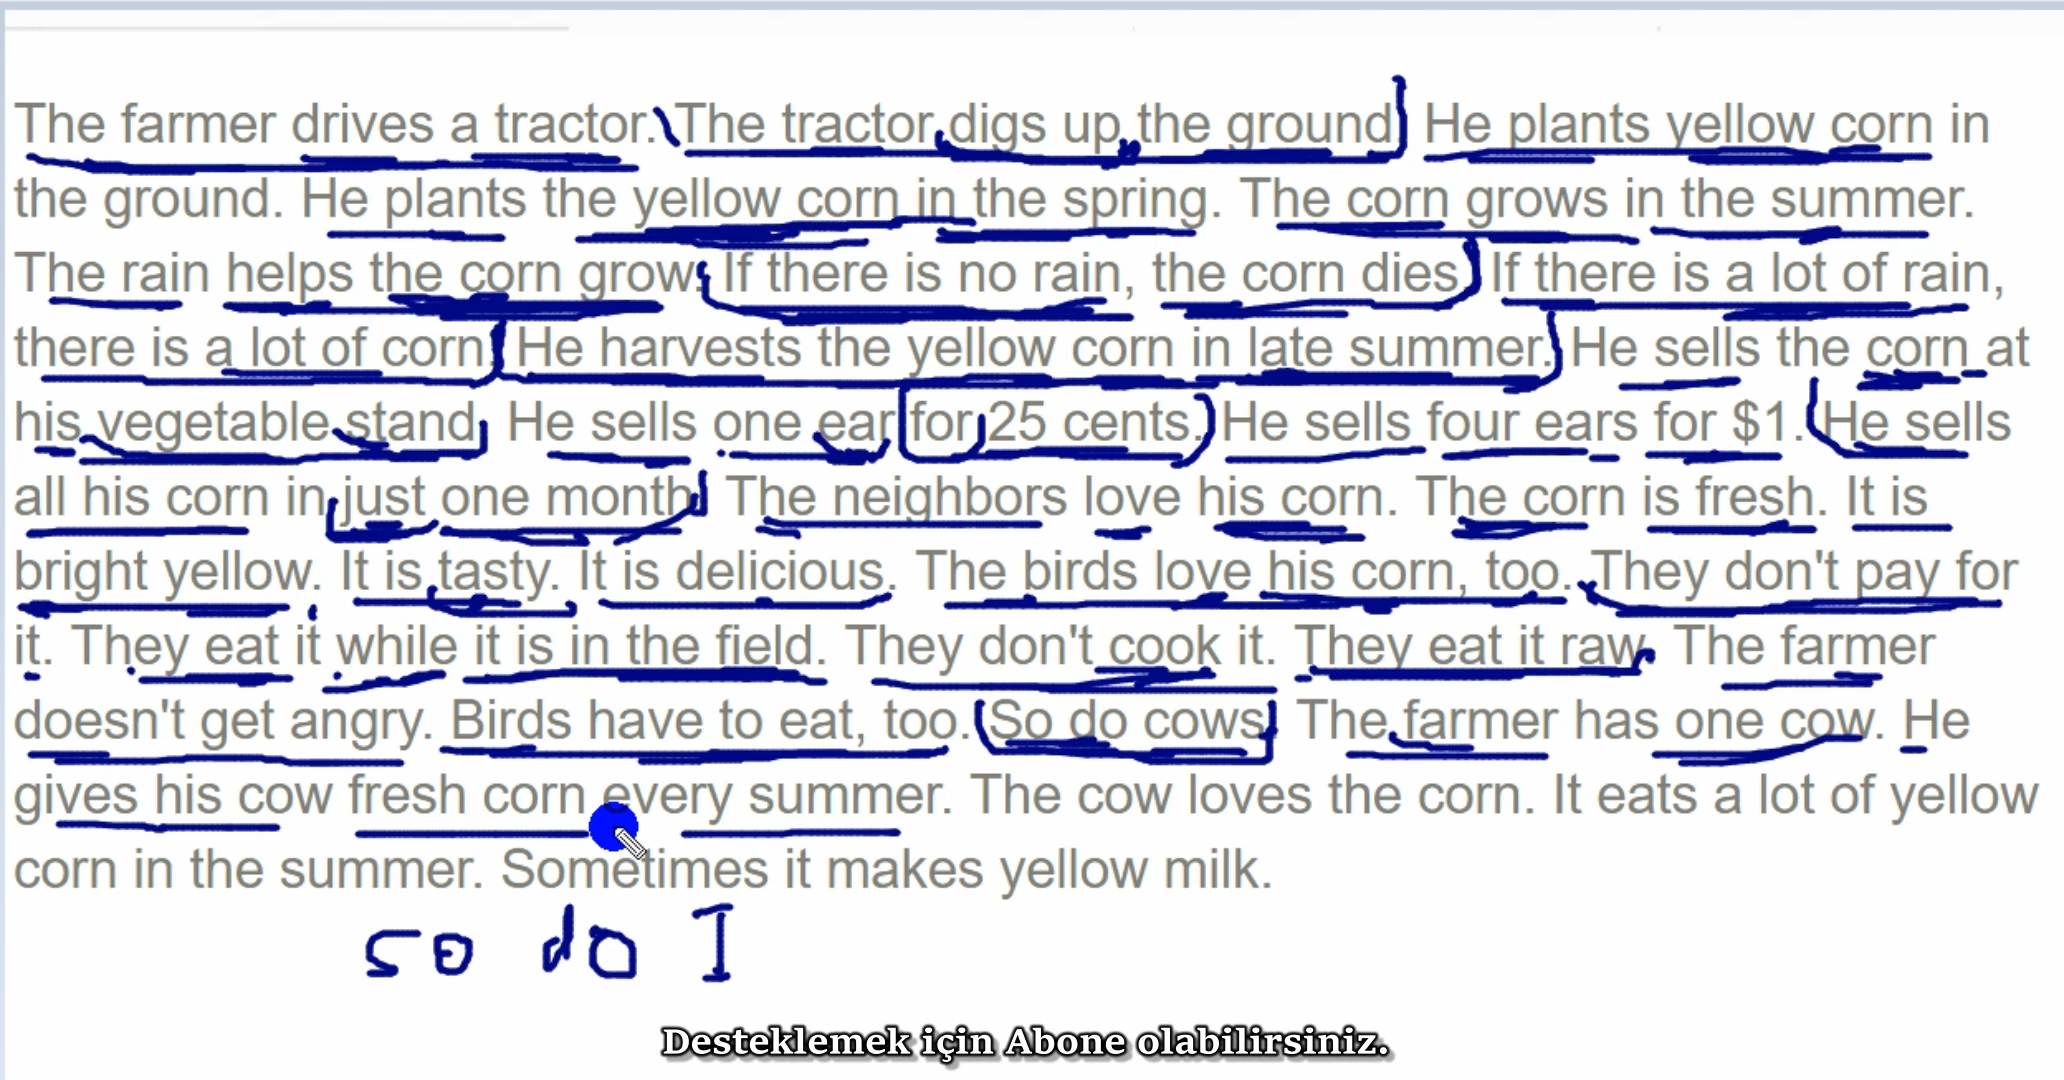 The farmer drives a tractor. The tractor digs up the ground. He plants yellow corn in
the ground. He plants the yellow corn in the spring. The corn grows in the summer.
The rain helps the corn grow. If there is no rain, the corn dies. If there is a lot of rain,
there is a lot of corn. He harvests the yellow corn in late summer. He sells the corn at
his vegetable stand. He sells one ear for 25 cents. He sells four ears for $1. He sells
all his corn in just one month. The neighbors love his corn. The corn is fresh. It is
bright yellow. It is tasty. It is delicious. The birds love his corn, too. They don't pay for
it. They eat it while it is in the field. They don't cook it. They eat it raw. The farmer
doesn't get angry. Birds have to eat, too. So do cows. The farmer has one cow. He
gives his cow fresh corn every summer. The cow loves the corn. It eats a lot of yellow
corn in the summer. Sometimes it makes yellow milk.
so do I
Desteklemek için Abone olabilirsiniz.